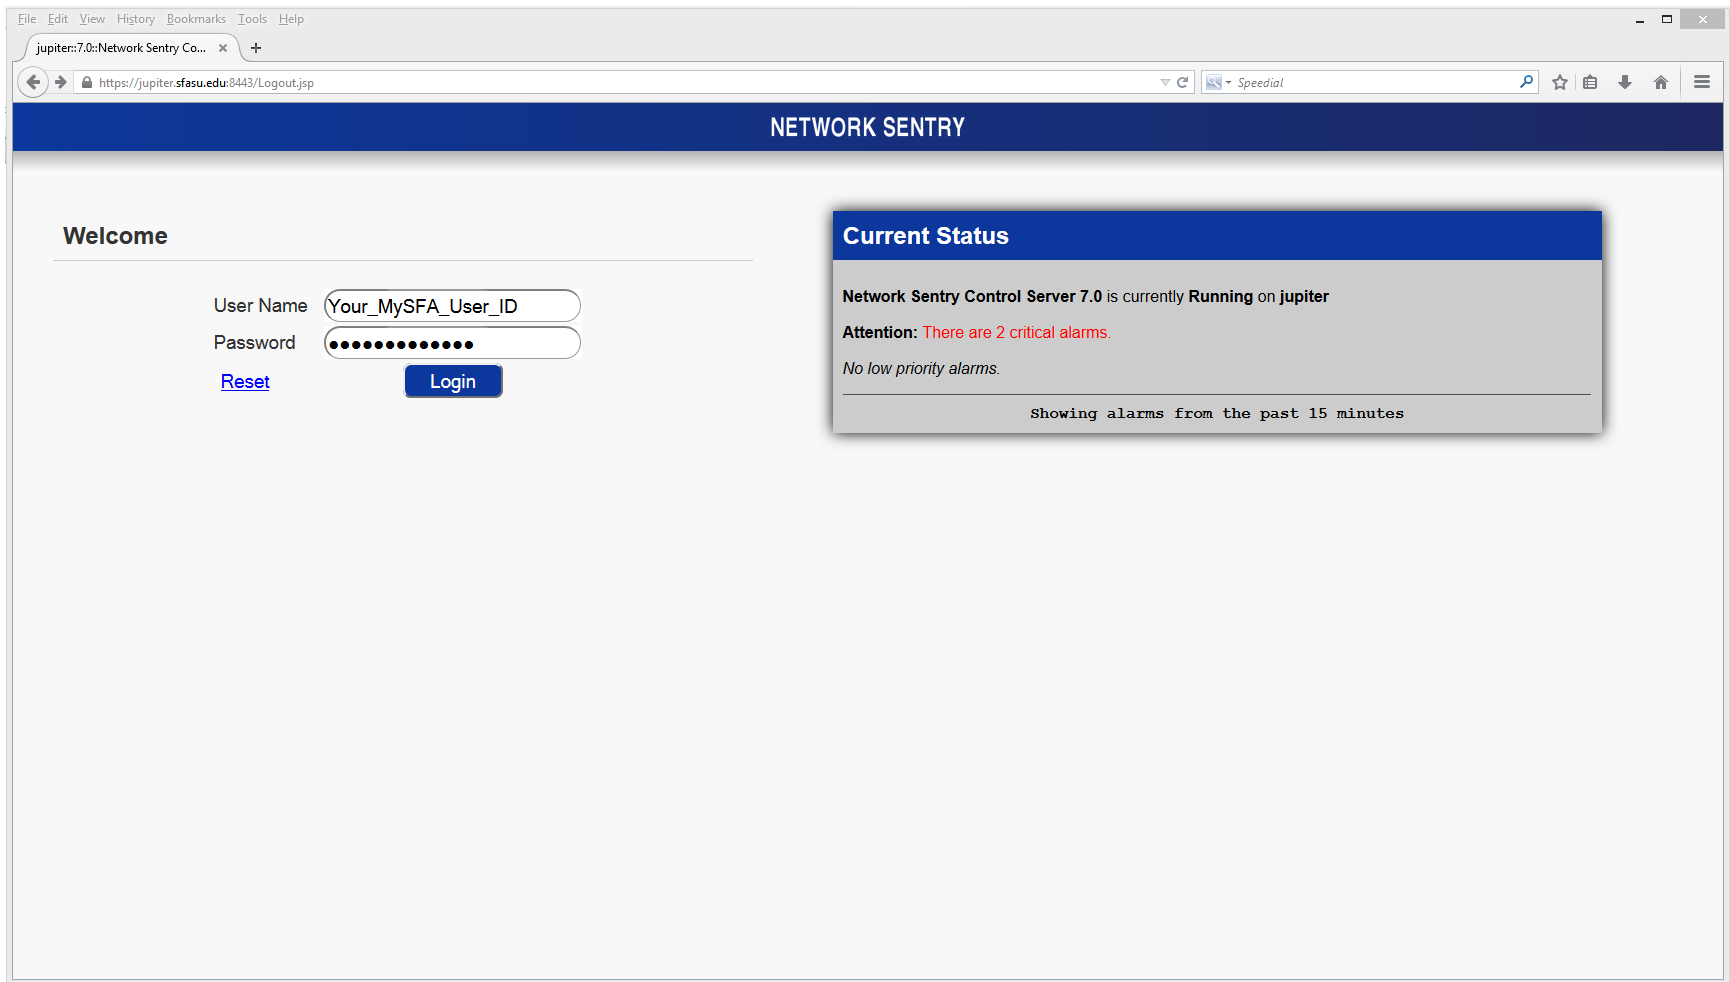 File Edit View History Bookmarks Tools Help
jupiter::7.0::Network Sentry Co...
https://jupiter.sfasu.edu:8443/Logout.jsp
Speedial
NETWORK SENTRY
Welcome
User Name Your_MySFA_User_ID
Password ●●●●●●●●●●●●●
Reset Login
Current Status
Network Sentry Control Server 7.0 is currently Running on jupiter
Attention: There are 2 critical alarms.
No low priority alarms.
Showing alarms from the past 15 minutes